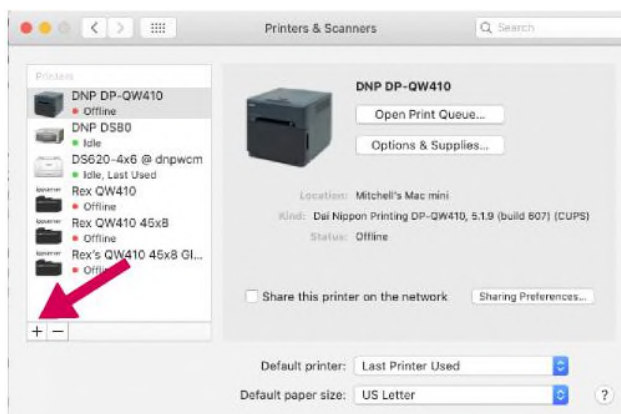 Printers & Scanners
Search
Printers
DNP DP-QW410
Offline
DNP DS80
Idle
DS620-4x6 @ dnpwcm
Idle, Last Used
Rex QW410
Offline
Rex QW410 45x8
Offline
Rex's QW410 45x8 Gl...
+ −
DNP DP-QW410
Open Print Queue...
Options & Supplies...
Location: Mitchell's Mac mini
Kind: Dai Nippon Printing DP-QW410, 5.1.9 (build 607) (CUPS)
Status: Offline
Share this printer on the network
Sharing Preferences...
Default printer: Last Printer Used
Default paper size: US Letter
?